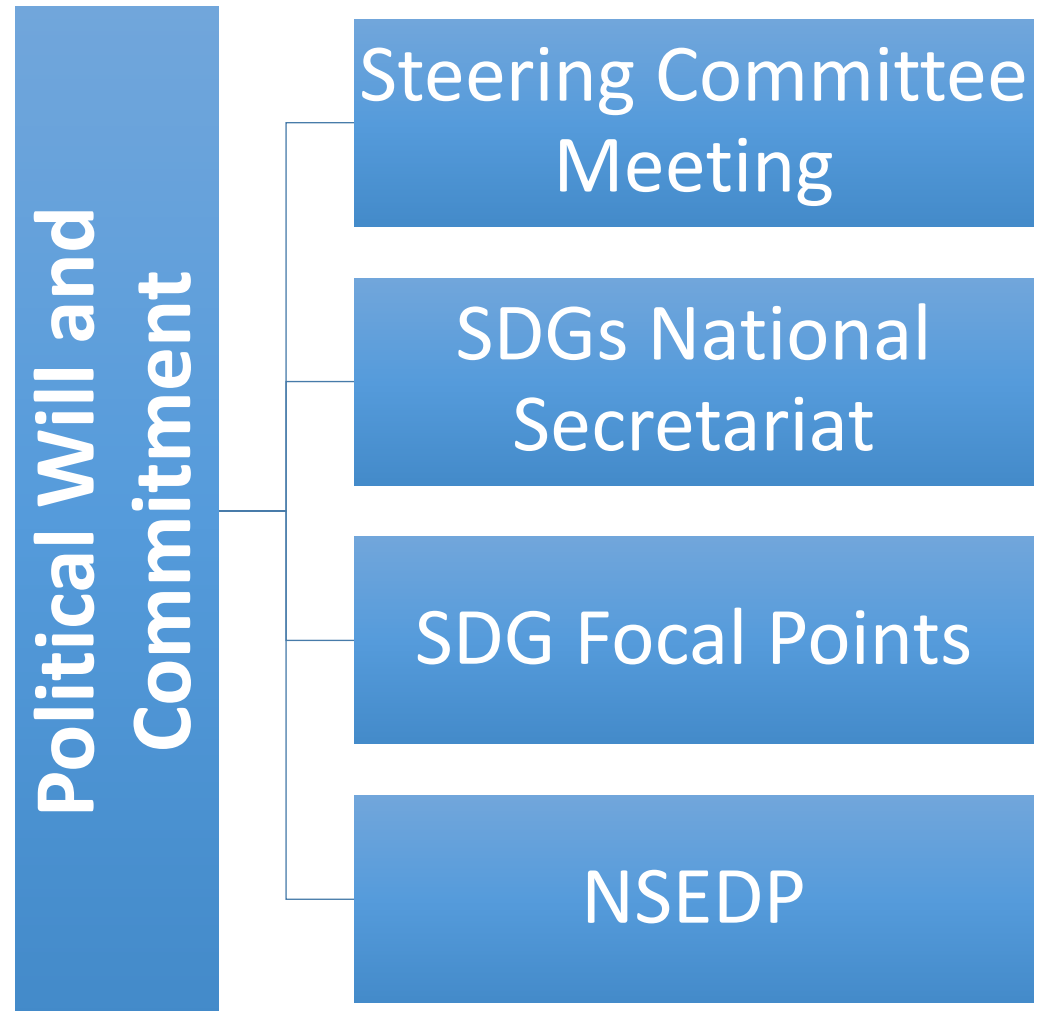 Political Will and
Commitment
Steering Committee
Meeting
SDGs National
Secretariat
SDG Focal Points
NSEDP